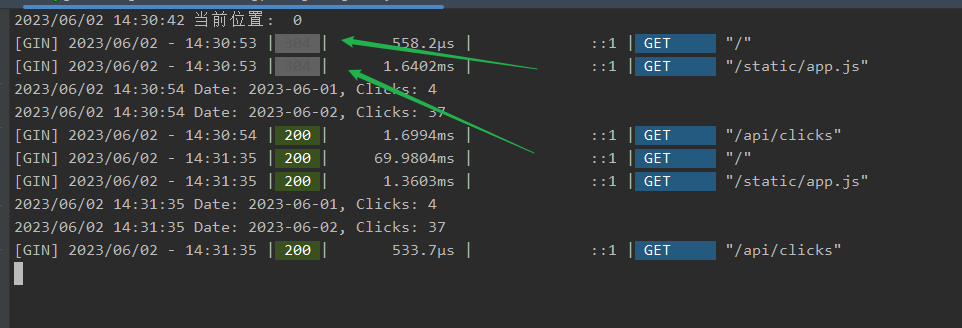 2023/06/02 14:30:42 当前位置： 0
[GIN] 2023/06/02 - 14:30:53 | 304 | 558.2µs | ::1 | GET "/"
[GIN] 2023/06/02 - 14:30:53 | 304 | 1.6402ms | ::1 | GET "/static/app.js"
2023/06/02 14:30:54 Date: 2023-06-01, Clicks: 4
2023/06/02 14:30:54 Date: 2023-06-02, Clicks: 37
[GIN] 2023/06/02 - 14:30:54 | 200 | 1.6994ms | ::1 | GET "/api/clicks"
[GIN] 2023/06/02 - 14:31:35 | 200 | 69.9804ms | ::1 | GET "/"
[GIN] 2023/06/02 - 14:31:35 | 200 | 1.3603ms | ::1 | GET "/static/app.js"
2023/06/02 14:31:35 Date: 2023-06-01, Clicks: 4
2023/06/02 14:31:35 Date: 2023-06-02, Clicks: 37
[GIN] 2023/06/02 - 14:31:35 | 200 | 533.7µs | ::1 | GET "/api/clicks"